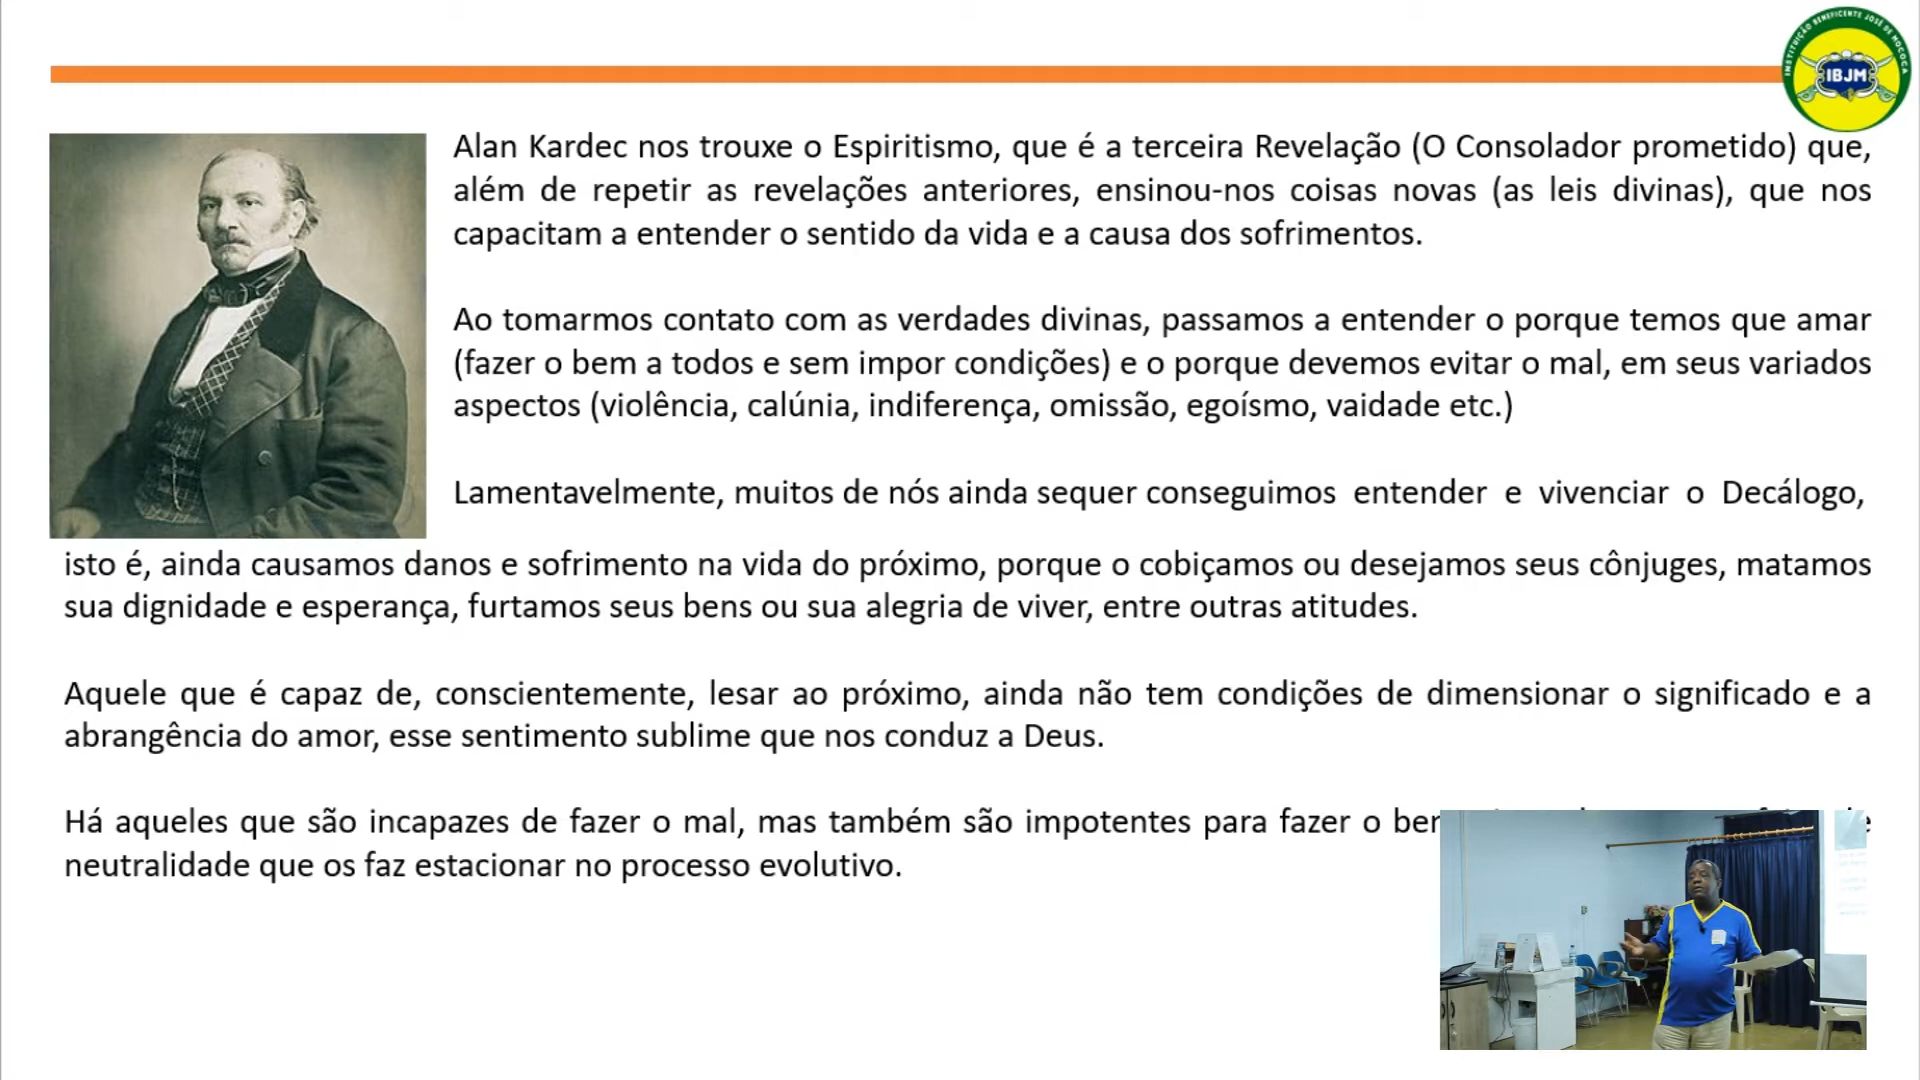 INSTITUIÇÃO BENEFICENTE JOSÉ DE MOCOCA
IBJM
Alan Kardec nos trouxe o Espiritismo, que é a terceira Revelação (O Consolador prometido) que,
além de repetir as revelações anteriores, ensinou-nos coisas novas (as leis divinas), que nos
capacitam a entender o sentido da vida e a causa dos sofrimentos.
Ao tomarmos contato com as verdades divinas, passamos a entender o porque temos que amar
(fazer o bem a todos e sem impor condições) e o porque devemos evitar o mal, em seus variados
aspectos (violência, calúnia, indiferença, omissão, egoísmo, vaidade etc.)
Lamentavelmente, muitos de nós ainda sequer conseguimos entender e vivenciar o Decálogo,
isto é, ainda causamos danos e sofrimento na vida do próximo, porque o cobiçamos ou desejamos seus cônjuges, matamos
sua dignidade e esperança, furtamos seus bens ou sua alegria de viver, entre outras atitudes.
Aquele que é capaz de, conscientemente, lesar ao próximo, ainda não tem condições de dimensionar o significado e a
abrangência do amor, esse sentimento sublime que nos conduz a Deus.
Há aqueles que são incapazes de fazer o mal, mas também são impotentes para fazer o
neutralidade que os faz estacionar no processo evolutivo.